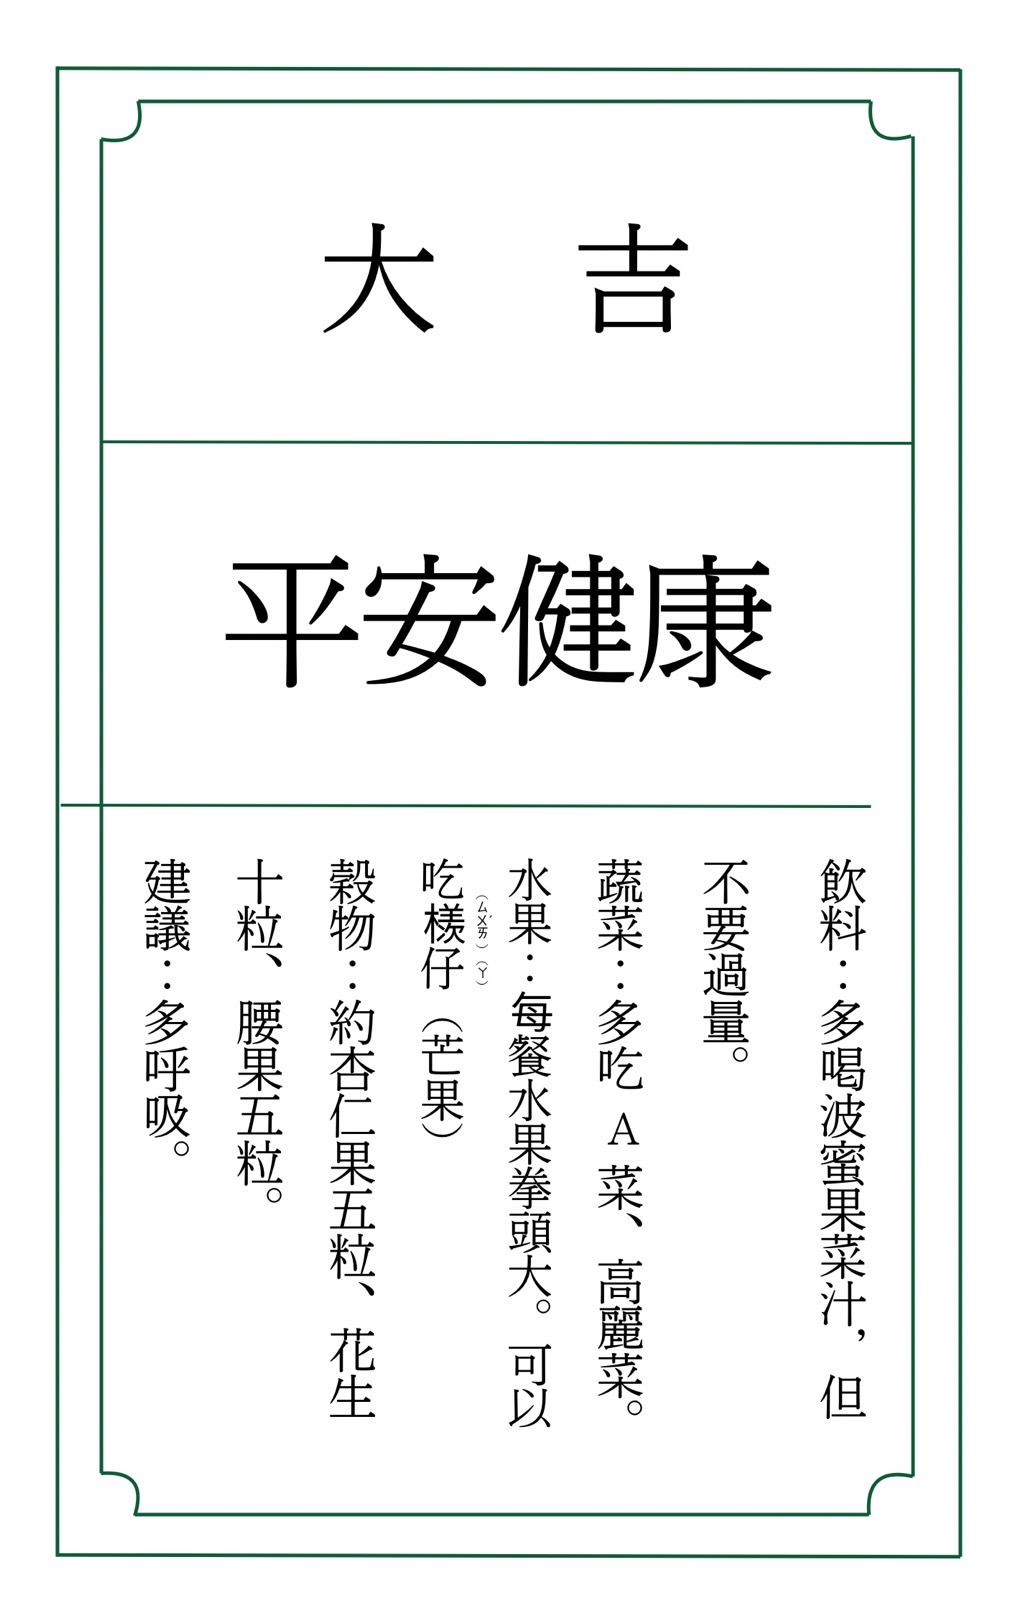 大吉
平安健康
飲料：多喝波蜜果菜汁，但
不要過量。
蔬菜：多吃 A 菜、高麗菜。
水果：每餐水果拳頭大。可以
吃檨仔（芒果）
（ㄙㄨㄞˊ）（ㄚ）
穀物：約杏仁果五粒、花生
十粒、腰果五粒。
建議：多呼吸。